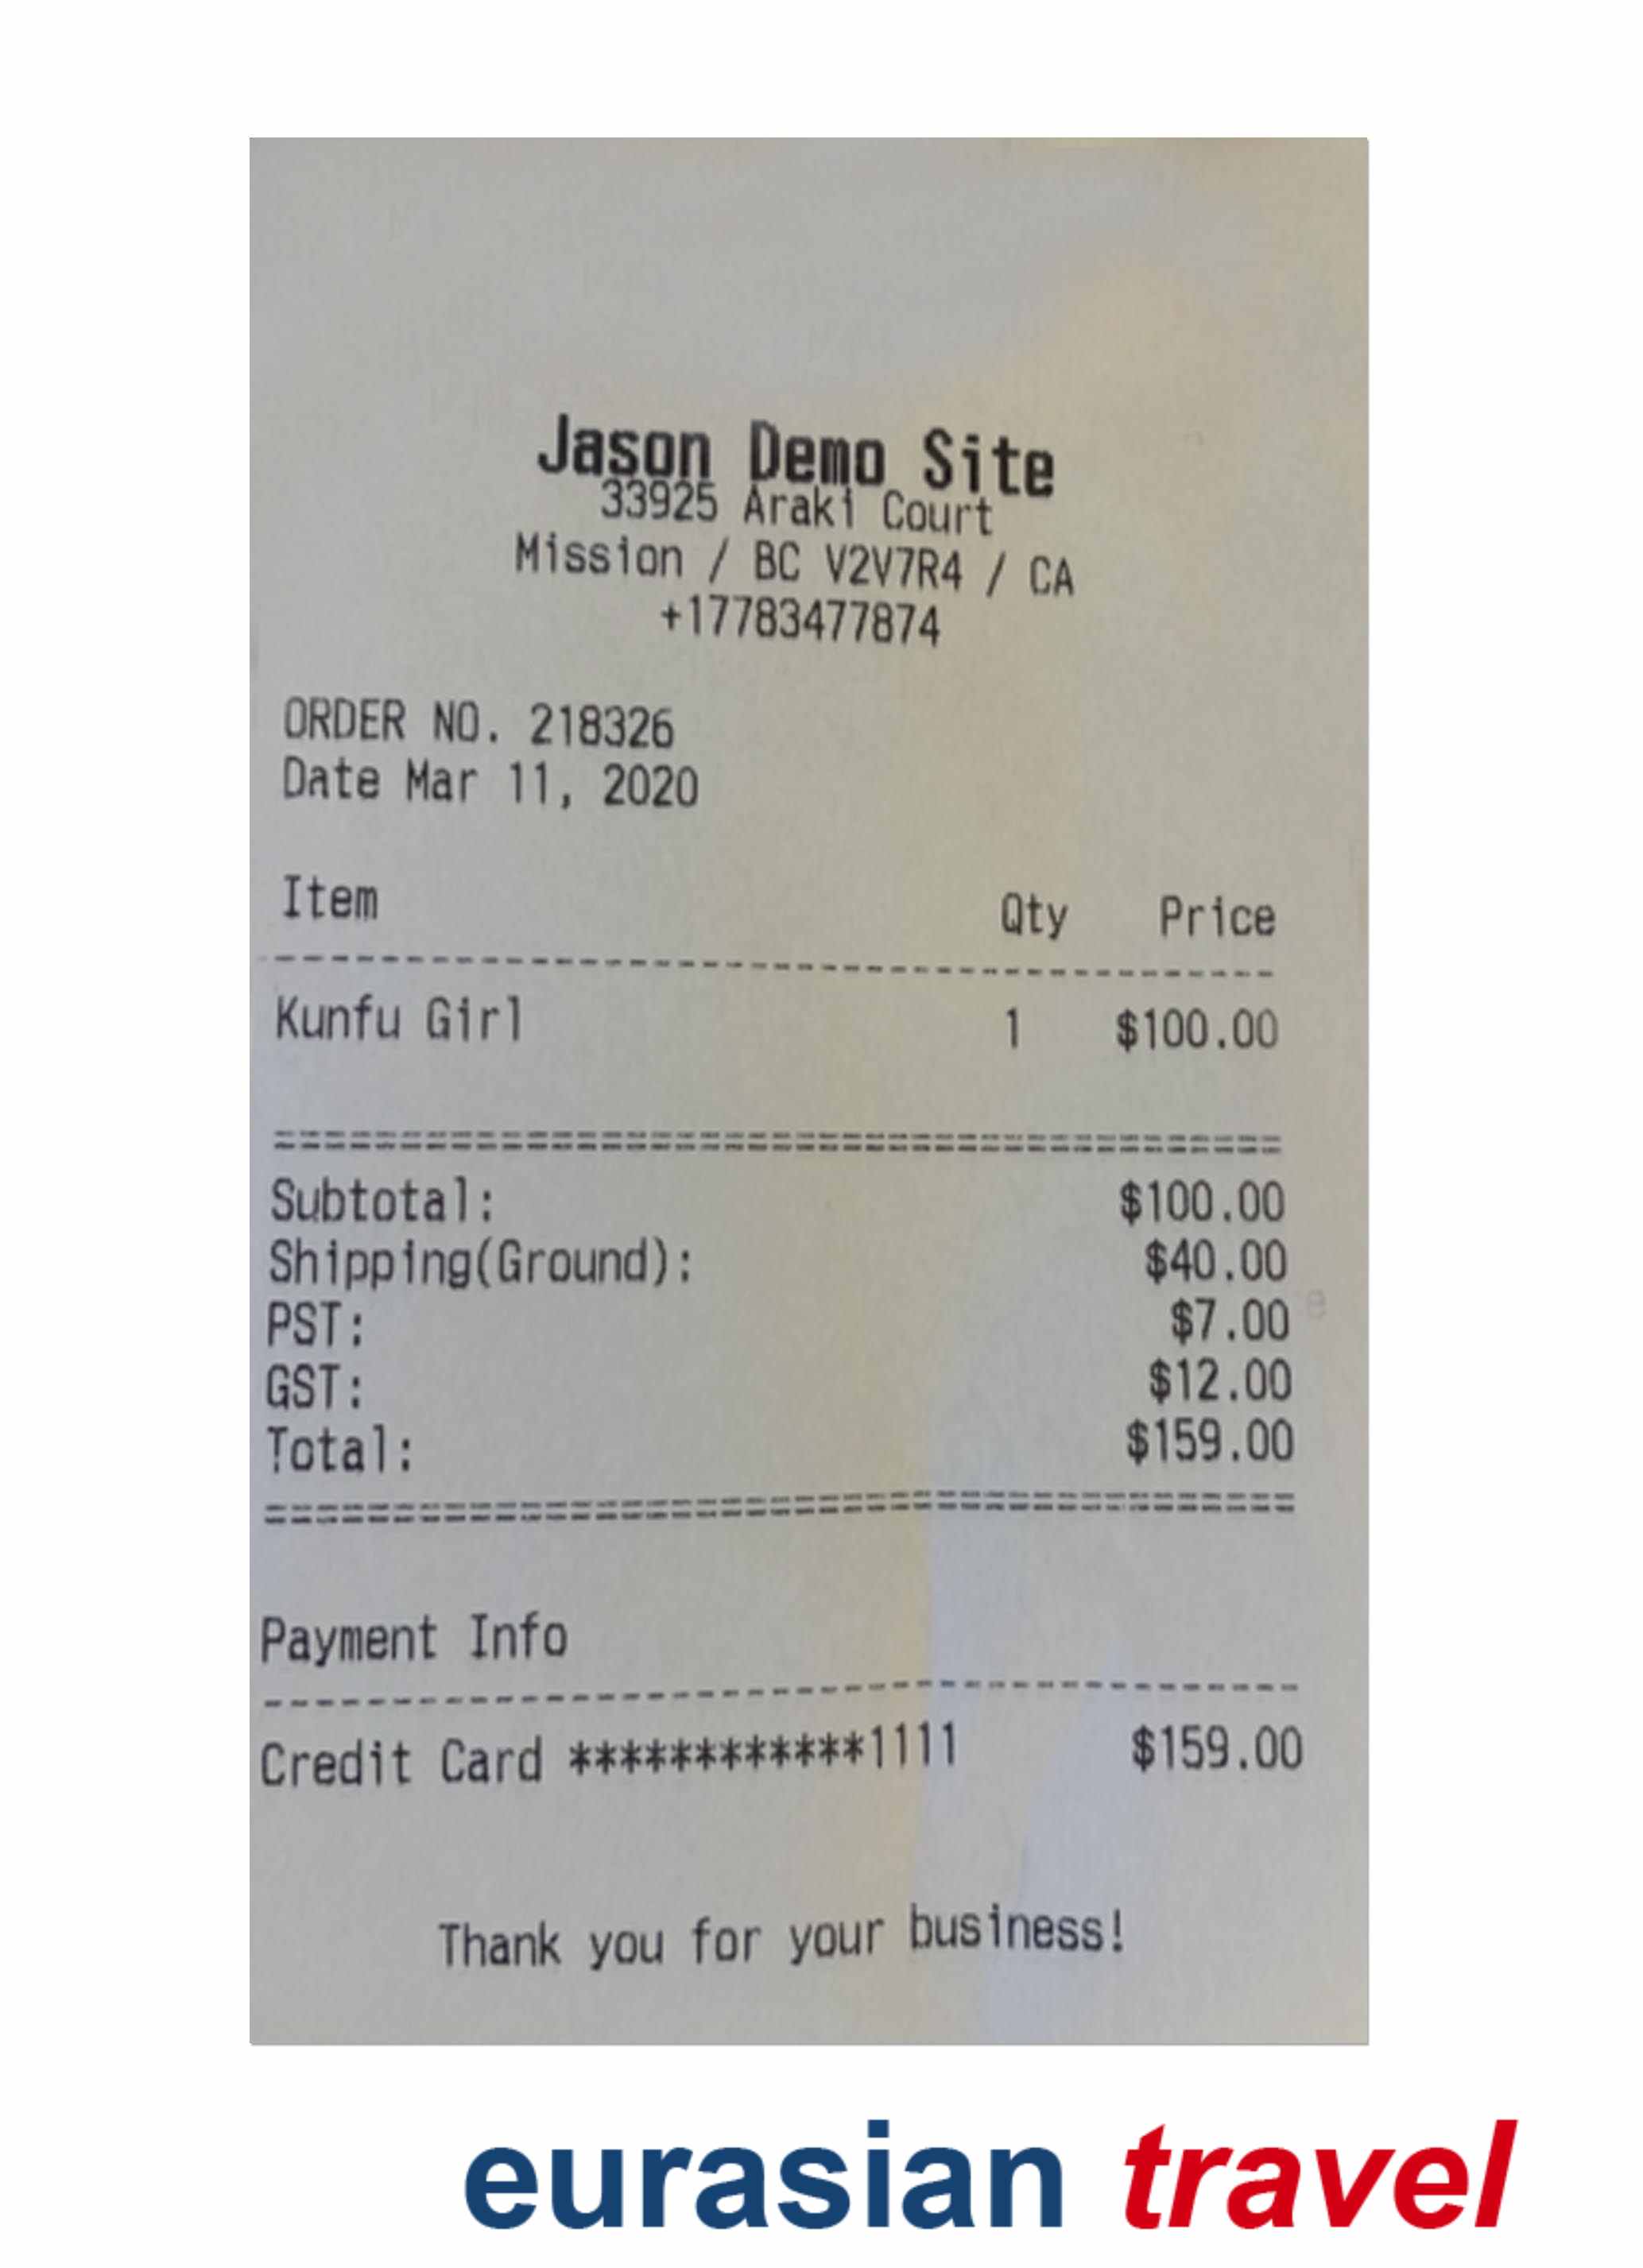 Jason Demo Site
33925 Araki Court
Mission / BC V2V7R4 / CA
+17783477874
ORDER NO. 218326
Date Mar 11, 2020
Item Qty Price
Kunfu Girl 1 $100.00
Subtotal: $100.00
Shipping(Ground): $40.00
PST: $7.00
GST: $12.00
Total: $159.00
Payment Info
Credit Card ************1111 $159.00
Thank you for your business!
eurasian travel